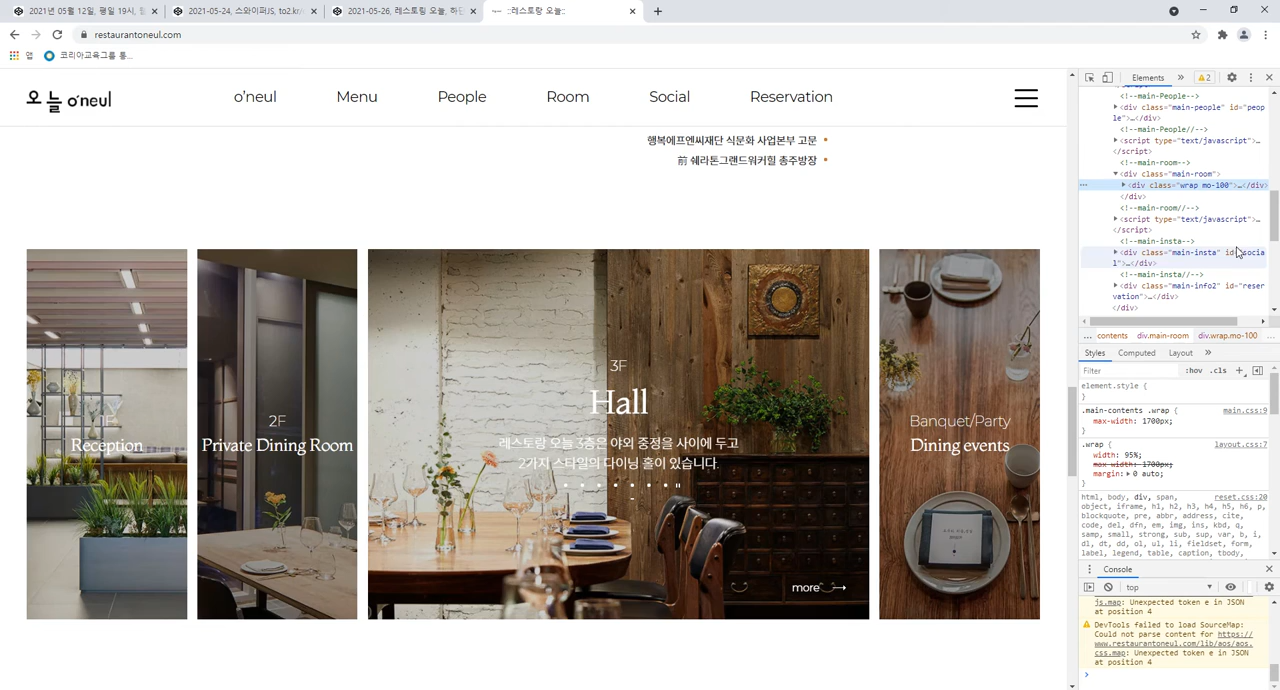 2021년 05월 12일, 평일 19시,
2021-05-24, 스와이퍼JS, to2.kr/
2021-05-26, 레스토랑 오늘, 하단
::레스토랑 오늘::
restaurantoneul.com
앱
코리아교육그룹 통...
오늘 o'neul
o'neul
Menu
People
Room
Social
Reservation
행복에프엔씨재단 식문화 사업본부 고문
前 쉐라톤그랜드워커힐 총주방장
1F
Reception
2F
Private Dining Room
3F
Hall
레스토랑 오늘 3층은 야외 중정을 사이에 두고
2가지 스타일의 다이닝 홀이 있습니다.
more
Banquet/Party
Dining events
Elements
2
<!--main-People-->
<div class="main-people" id="peop
le">…</div>
<!--main-People//-->
<script type="text/javascript">…
</script>
<!--main-room-->
<div class="main-room">
<div class="wrap mo-100">…</div>
</div>
<!--main-room//-->
<script type="text/javascript">…
</script>
<!--main-insta-->
<div class="main-insta" id="socia
l">…</div>
<!--main-insta//-->
<div class="main-info2" id="reser
vation">…</div>
</div>
... contents div.main-room div.wrap.mo-100 ...
Styles Computed Layout
Filter :hov .cls
element.style {
}
.main-contents .wrap { main.css:9
max-width: 1700px;
}
.wrap { layout.css:7
width: 95%;
max-width: 1780px;
margin: 0 auto;
}
html, body, div, span, reset.css:20
object, iframe, h1, h2, h3, h4, h5, h6, p,
blockquote, pre, abbr, address, cite,
code, del, dfn, em, img, ins, kbd, q,
samp, small, strong, sub, sup, var, b, i,
dl, dt, dd, ol, ul, li, fieldset, form,
label, legend, table, caption, tbody,
Console
top
js.map: Unexpected token e in JSON
at position 4
DevTools failed to load SourceMap:
Could not parse content for https://
www.restaurantoneul.com/lib/aos/aos.
css.map: Unexpected token e in JSON
at position 4